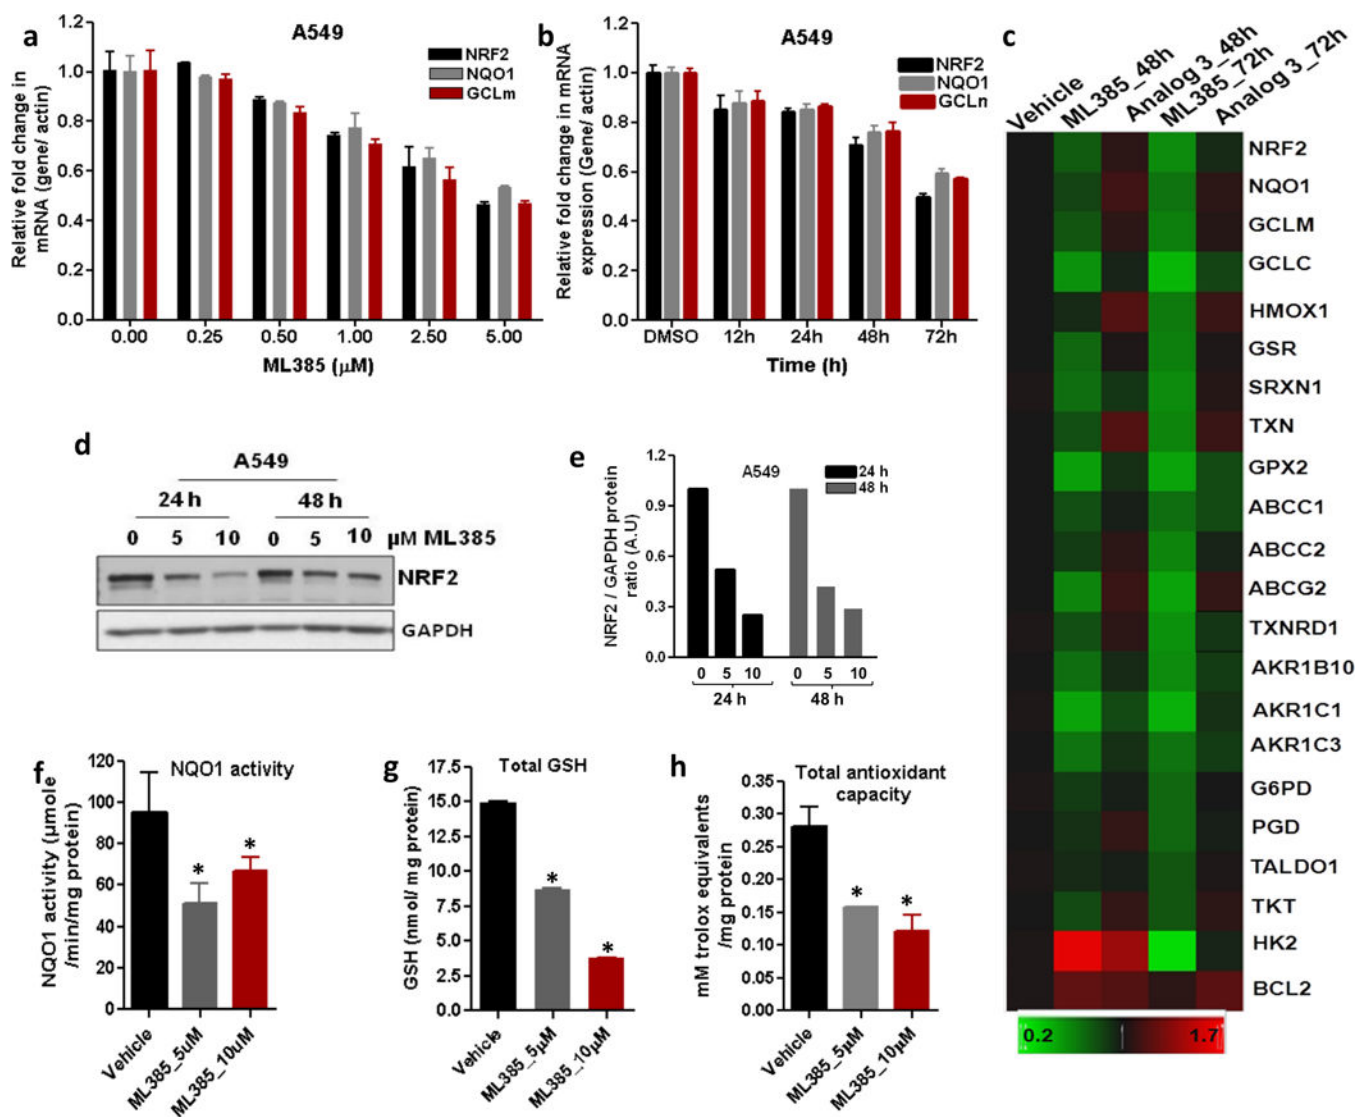 a
A549
NRF2
NQO1
GCLm
Relative fold change in
mRNA (gene/ actin)
1.2
1.0
0.8
0.6
0.4
0.2
0.0
0.00 0.25 0.50 1.00 2.50 5.00
ML385 (µM)
b
A549
NRF2
NQO1
GCLn
Relative fold change in mRNA
expression (Gene/ actin)
1.2
1.0
0.8
0.6
0.4
0.2
0.0
DMSO 12h 24h 48h 72h
Time (h)
c
Vehicle
ML385_48h
Analog 3_48h
ML385_72h
Analog 3_72h
NRF2
NQO1
GCLM
GCLC
HMOX1
GSR
SRXN1
TXN
GPX2
ABCC1
ABCC2
ABCG2
TXNRD1
AKR1B10
AKR1C1
AKR1C3
G6PD
PGD
TALDO1
TKT
HK2
BCL2
0.2 1.7
d
A549
24 h 48 h
0 5 10 0 5 10 µM ML385
NRF2
GAPDH
e
A549
24 h
48 h
NRF2 / GAPDH protein
ratio (A.U)
1.2
0.9
0.6
0.3
0.0
0 5 10 0 5 10
24 h 48 h
f
NQO1 activity
NQO1 activity (µmole
/min/mg protein)
120
100
80
60
40
20
0
* *
Vehicle
ML385_5uM
ML385_10uM
g
Total GSH
GSH (nmol/ mg protein)
17.5
15.0
12.5
10.0
7.5
5.0
2.5
0.0
*
*
Vehicle
ML385_5µM
ML385_10µM
h
Total antioxidant
capacity
mM trolox equivalents
/mg protein
0.35
0.30
0.25
0.20
0.15
0.10
0.05
0.00
* *
Vehicle
ML385_5µM
ML385_10µM